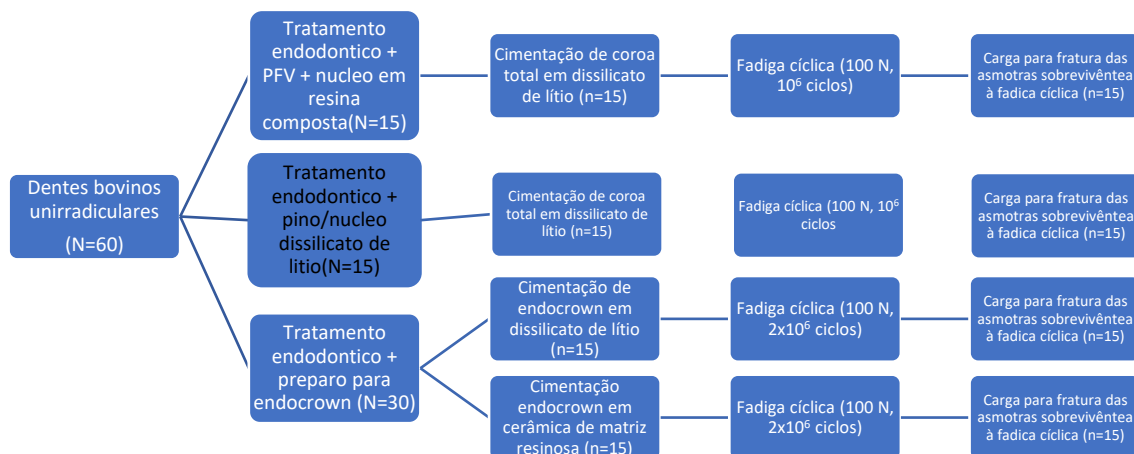 Dentes bovinos
unirradiculares
(N=60)
Tratamento
endodontico +
PFV + nucleo em
resina
composta(N=15)
Cimentação de coroa
total em dissilicato
de lítio (n=15)
Fadiga cíclica (100 N,
10⁶ ciclos)
Carga para fratura das
asmotras sobrevivêntea
à fadica cíclica (n=15)
Tratamento
endodontico +
pino/nucleo
dissilicato de
litio(N=15)
Cimentação de coroa
total em dissilicato de
lítio (n=15)
Fadiga cíclica (100 N, 10⁶
ciclos
Carga para fratura das
asmotras sobrevivêntea
à fadica cíclica (n=15)
Tratamento
endodontico +
preparo para
endocrown (N=30)
Cimentação de
endocrown em
dissilicato de lítio
(n=15)
Fadiga cíclica (100 N,
2x10⁶ ciclos)
Carga para fratura das
asmotras sobrevivêntea
à fadica cíclica (n=15)
Cimentação
endocrown em
cerâmica de matriz
resinosa (n=15)
Fadiga cíclica (100 N,
2x10⁶ ciclos)
Carga para fratura das
asmotras sobrevivêntea
à fadica cíclica (n=15)